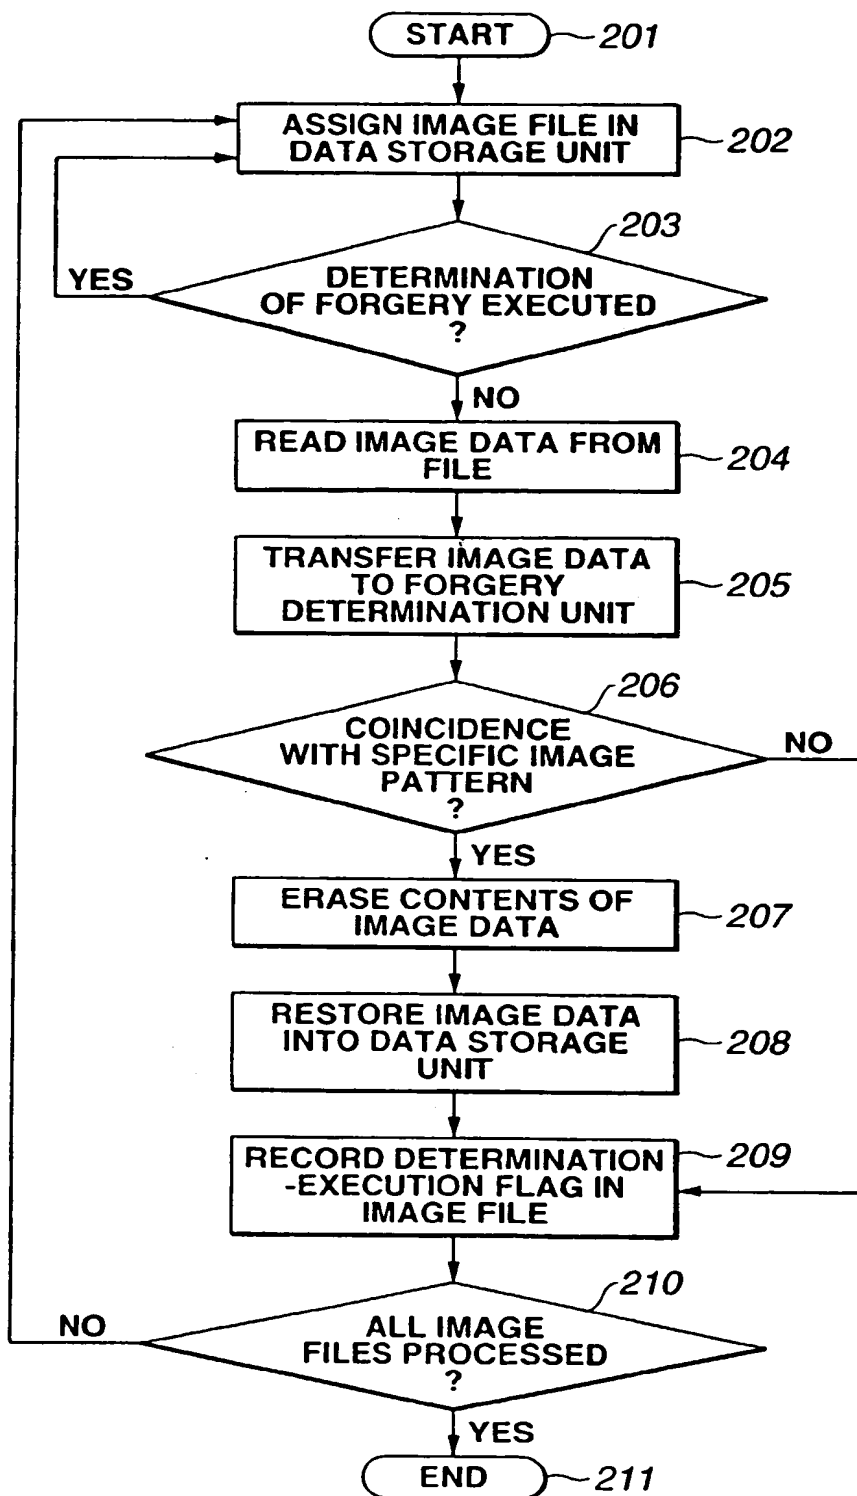 START
201
ASSIGN IMAGE FILE IN
DATA STORAGE UNIT
202
203
YES
DETERMINATION
OF FORGERY EXECUTED
?
NO
READ IMAGE DATA FROM
FILE
204
TRANSFER IMAGE DATA
TO FORGERY
DETERMINATION UNIT
205
206
COINCIDENCE
WITH SPECIFIC IMAGE
PATTERN
?
NO
YES
ERASE CONTENTS OF
IMAGE DATA
207
RESTORE IMAGE DATA
INTO DATA STORAGE
UNIT
208
RECORD DETERMINATION
-EXECUTION FLAG IN
IMAGE FILE
209
210
NO
ALL IMAGE
FILES PROCESSED
?
YES
END
211